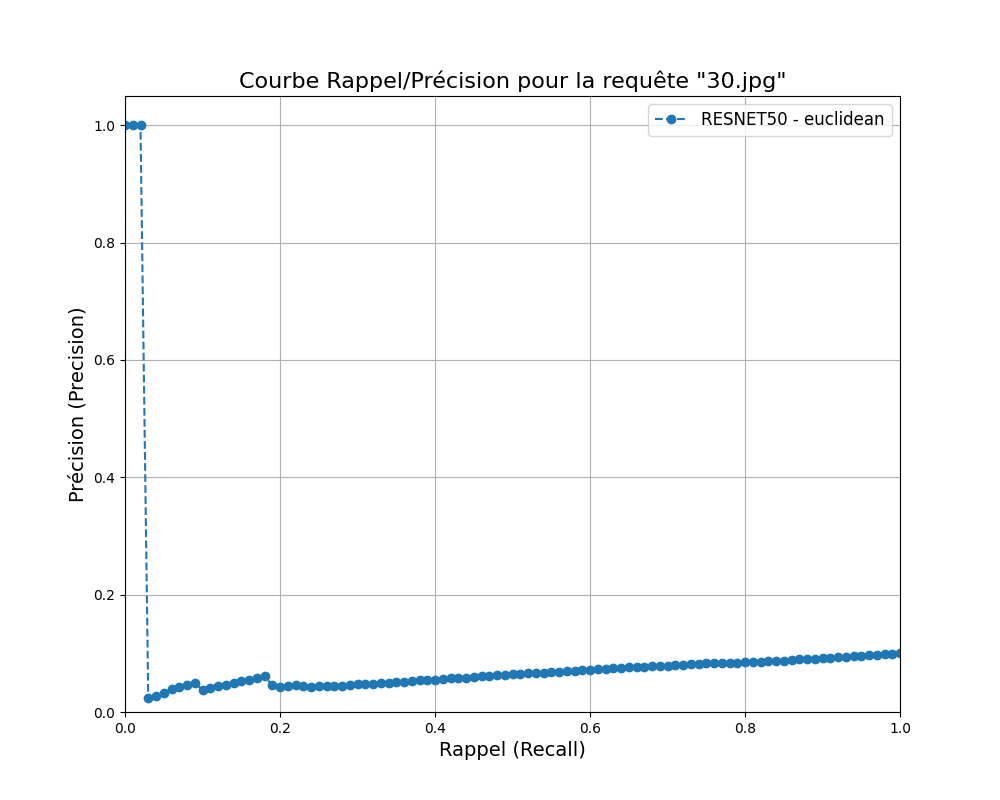 Courbe Rappel/Précision pour la requête "30.jpg"
RESNET50 - euclidean
Précision (Precision)
1.0
0.8
0.6
0.4
0.2
0.0
0.0 0.2 0.4 0.6 0.8 1.0
Rappel (Recall)